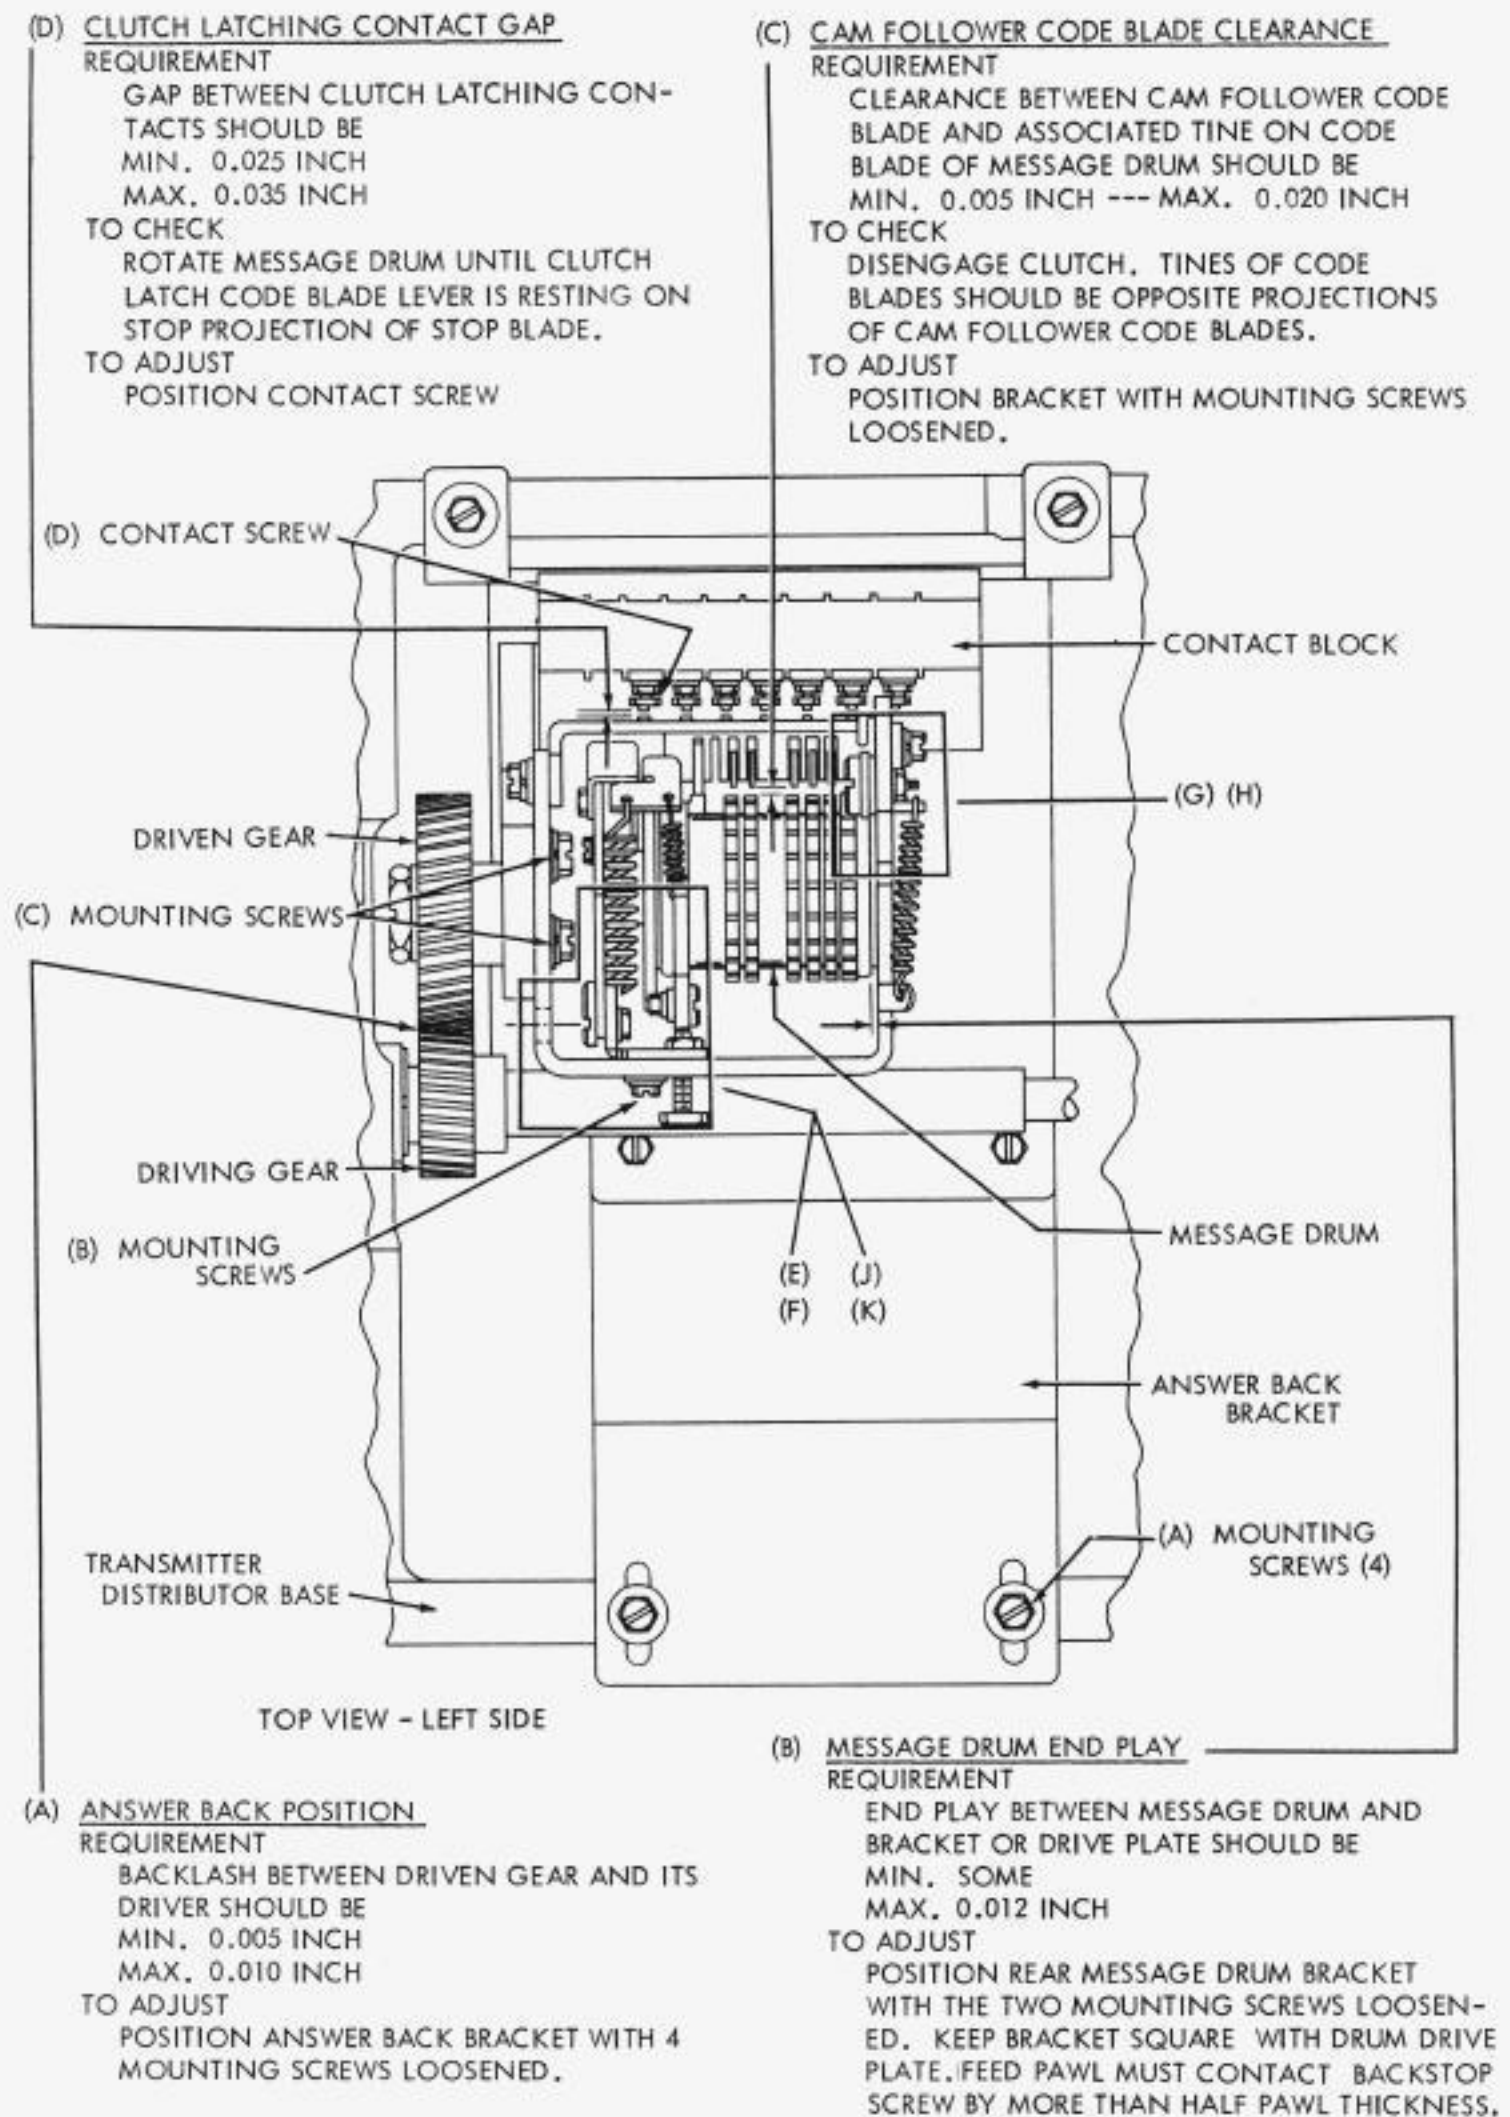 (D) CLUTCH LATCHING CONTACT GAP
REQUIREMENT
GAP BETWEEN CLUTCH LATCHING CON-
TACTS SHOULD BE
MIN. 0.025 INCH
MAX. 0.035 INCH
TO CHECK
ROTATE MESSAGE DRUM UNTIL CLUTCH
LATCH CODE BLADE LEVER IS RESTING ON
STOP PROJECTION OF STOP BLADE.
TO ADJUST
POSITION CONTACT SCREW
(C) CAM FOLLOWER CODE BLADE CLEARANCE
REQUIREMENT
CLEARANCE BETWEEN CAM FOLLOWER CODE
BLADE AND ASSOCIATED TINE ON CODE
BLADE OF MESSAGE DRUM SHOULD BE
MIN. 0.005 INCH --- MAX. 0.020 INCH
TO CHECK
DISENGAGE CLUTCH. TINES OF CODE
BLADES SHOULD BE OPPOSITE PROJECTIONS
OF CAM FOLLOWER CODE BLADES.
TO ADJUST
POSITION BRACKET WITH MOUNTING SCREWS
LOOSENED.
(D) CONTACT SCREW
CONTACT BLOCK
(G) (H)
DRIVEN GEAR
(C) MOUNTING SCREWS
DRIVING GEAR
(B) MOUNTING
SCREWS
MESSAGE DRUM
(E) (J)
(F) (K)
ANSWER BACK
BRACKET
(A) MOUNTING
SCREWS (4)
TRANSMITTER
DISTRIBUTOR BASE
TOP VIEW - LEFT SIDE
(A) ANSWER BACK POSITION
REQUIREMENT
BACKLASH BETWEEN DRIVEN GEAR AND ITS
DRIVER SHOULD BE
MIN. 0.005 INCH
MAX. 0.010 INCH
TO ADJUST
POSITION ANSWER BACK BRACKET WITH 4
MOUNTING SCREWS LOOSENED.
(B) MESSAGE DRUM END PLAY
REQUIREMENT
END PLAY BETWEEN MESSAGE DRUM AND
BRACKET OR DRIVE PLATE SHOULD BE
MIN. SOME
MAX. 0.012 INCH
TO ADJUST
POSITION REAR MESSAGE DRUM BRACKET
WITH THE TWO MOUNTING SCREWS LOOSEN-
ED. KEEP BRACKET SQUARE WITH DRUM DRIVE
PLATE. FEED PAWL MUST CONTACT BACKSTOP
SCREW BY MORE THAN HALF PAWL THICKNESS.